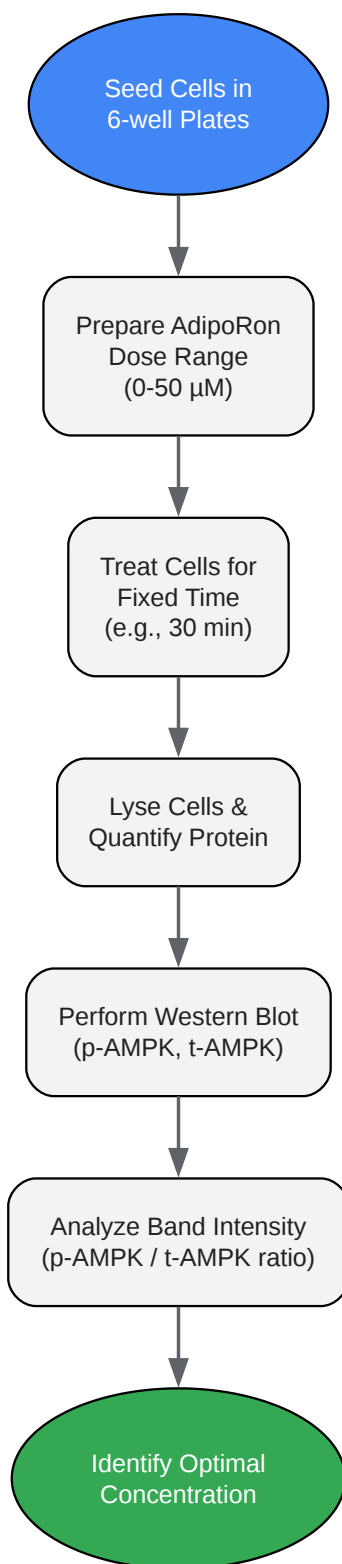 Seed Cells in
6-well Plates
Prepare AdipoRon
Dose Range
(0-50 µM)
Treat Cells for
Fixed Time
(e.g., 30 min)
Lyse Cells &
Quantify Protein
Perform Western Blot
(p-AMPK, t-AMPK)
Analyze Band Intensity
(p-AMPK / t-AMPK ratio)
Identify Optimal
Concentration